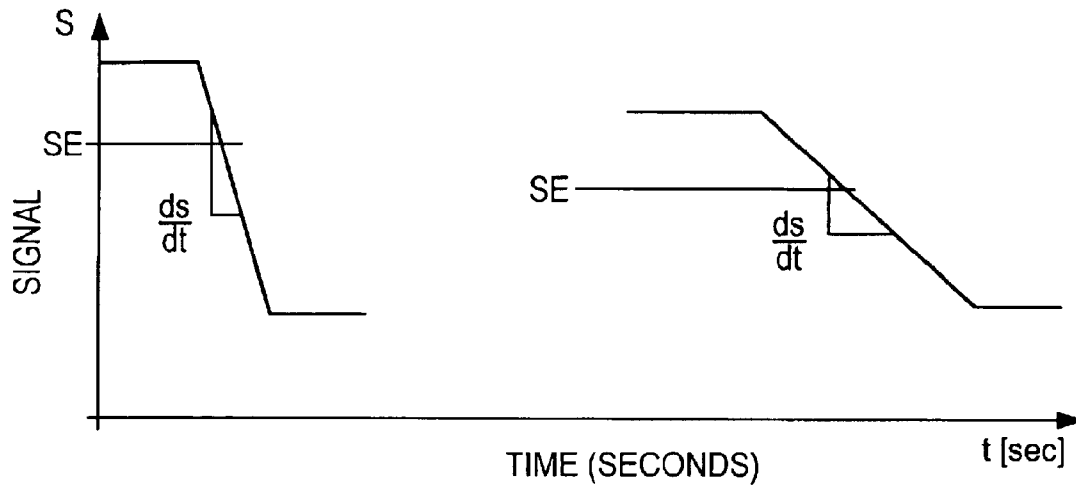 S
SE
ds
dt
SIGNAL
SE
ds
dt
t [sec]
TIME (SECONDS)